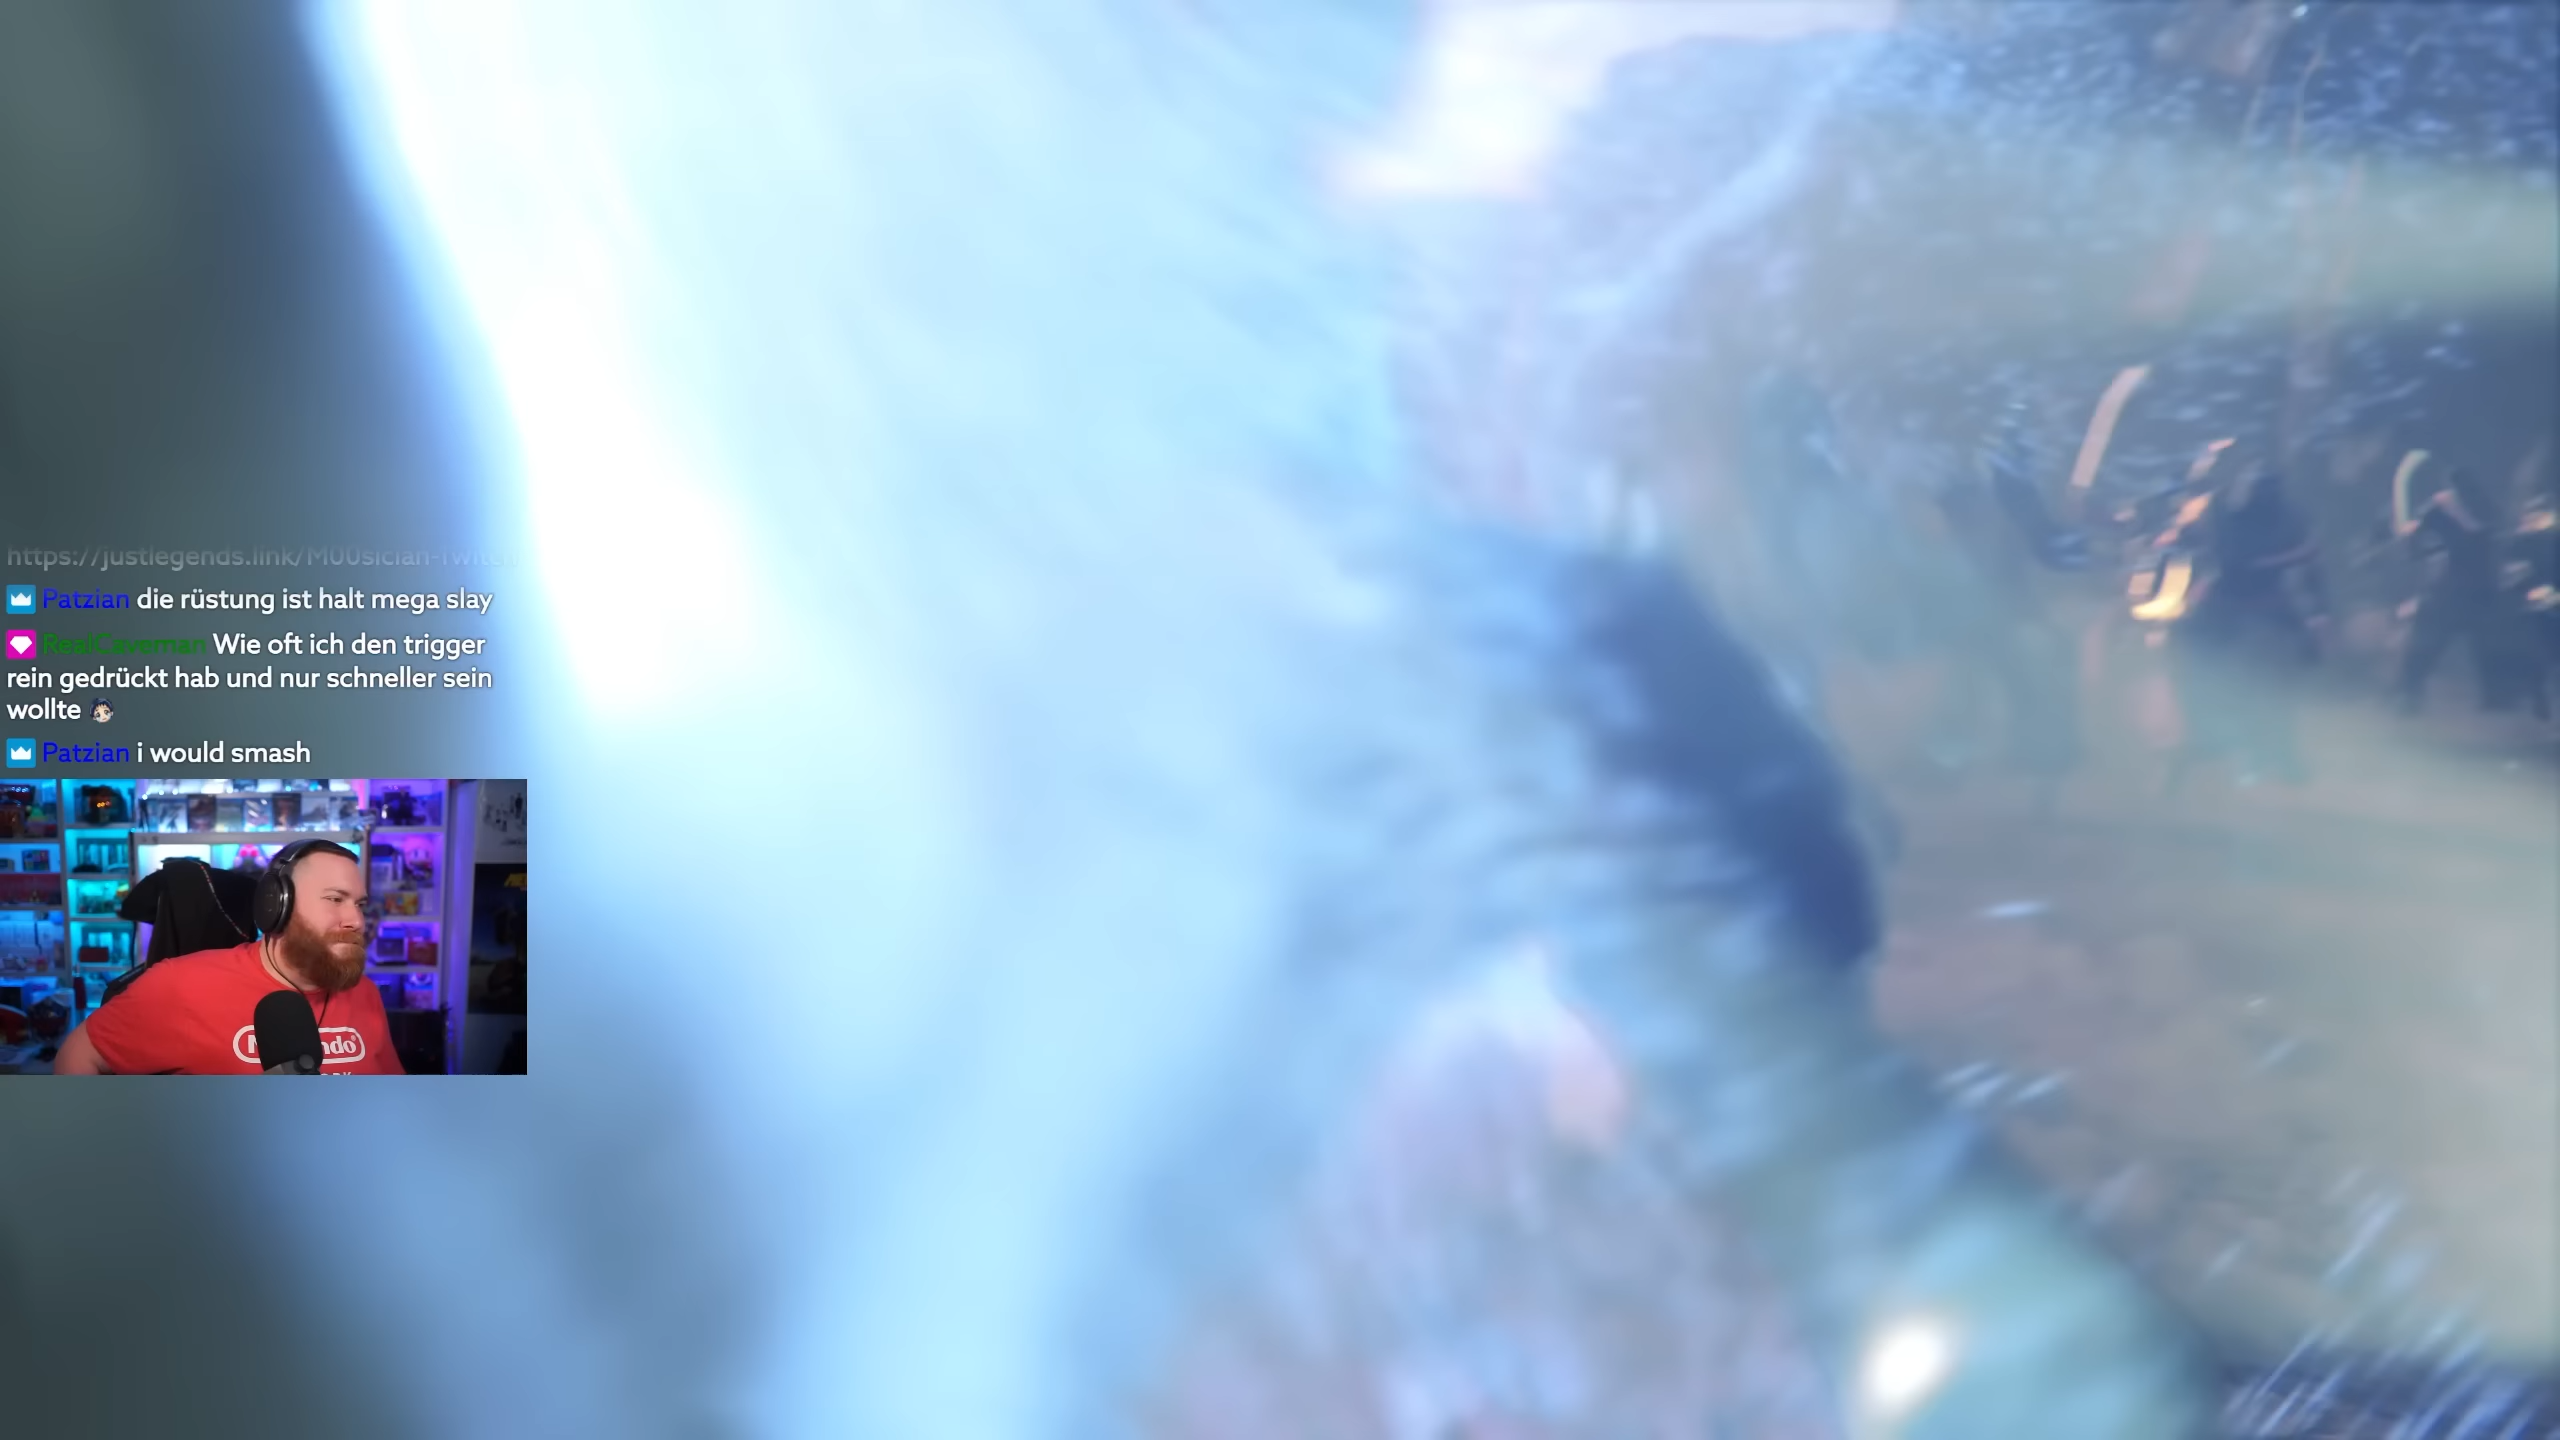 https://justlegends.link/M00sician-Twitch
Patzian die rüstung ist halt mega slay
RealCaveman Wie oft ich den trigger
rein gedrückt hab und nur schneller sein
wollte
Patzian i would smash